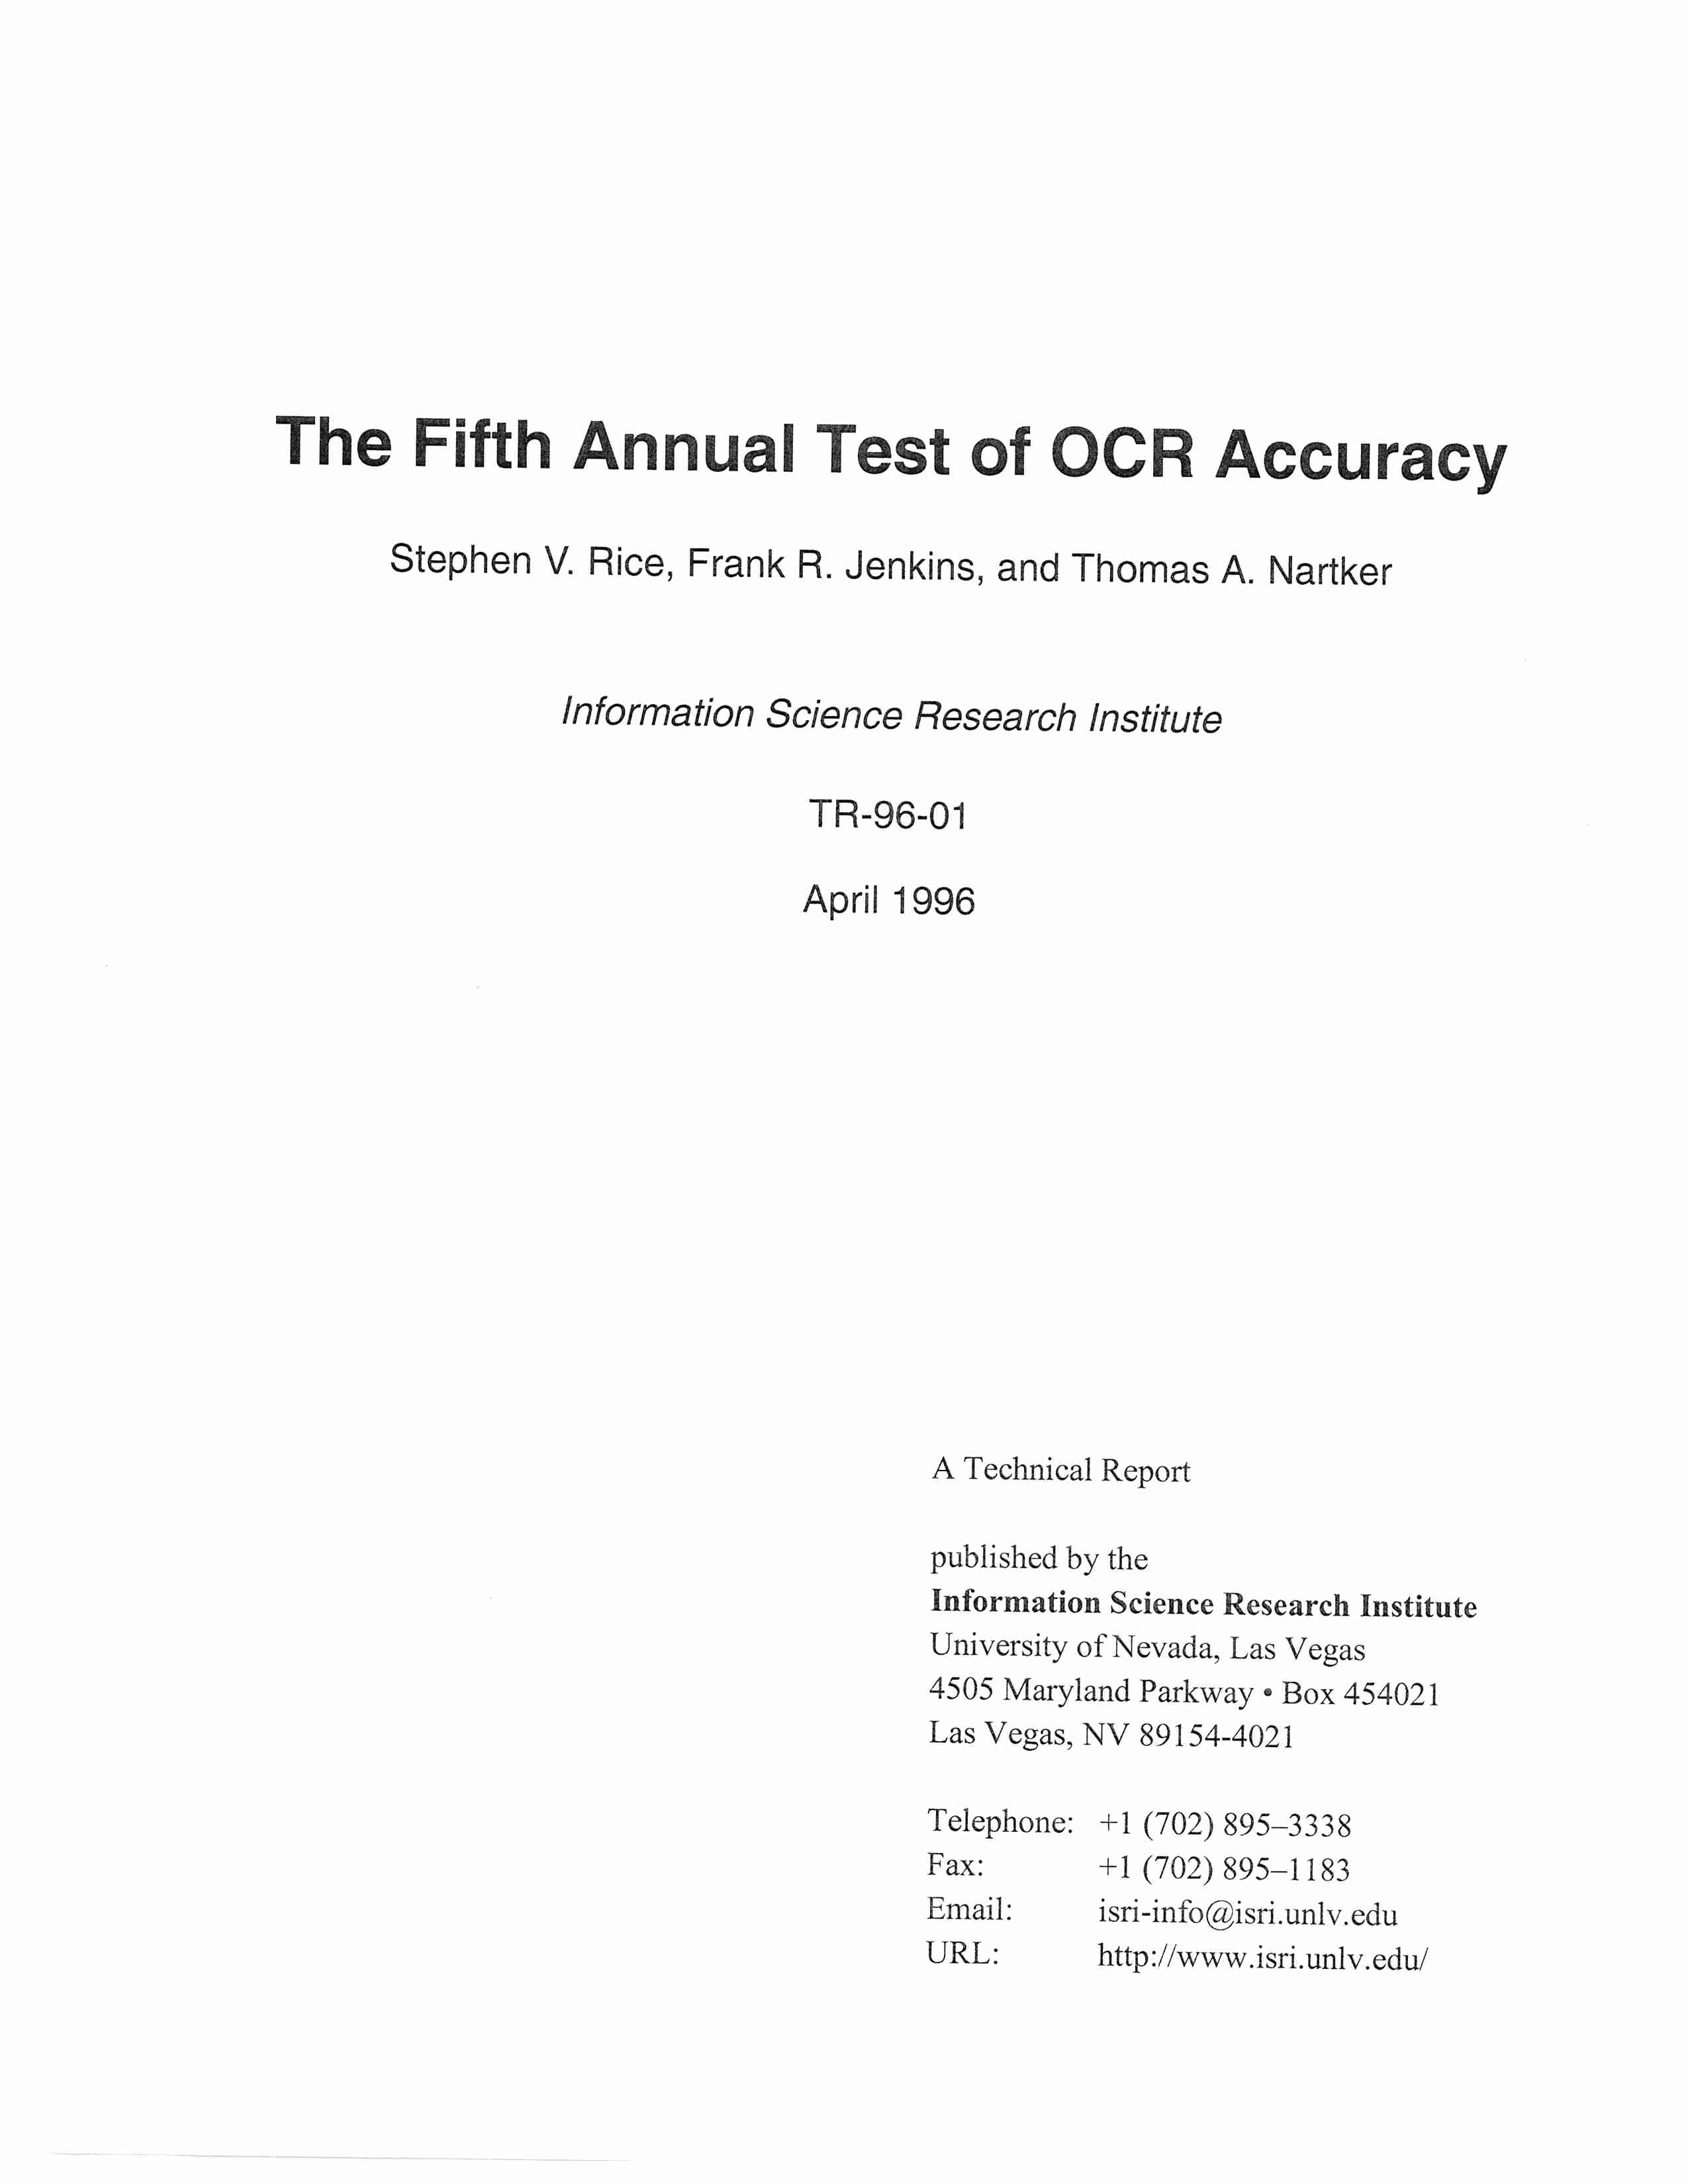 The Fifth Annual Test of OCR Accuracy
Stephen V. Rice, Frank R. Jenkins, and Thomas A. Nartker
Information Science Research Institute
TR-96-01
April 1996
A Technical Report
published by the
Information Science Research Institute
University of Nevada, Las Vegas
4505 Maryland Parkway • Box 454021
Las Vegas, NV 89154-4021
Telephone: +1 (702) 895–3338
Fax: +1 (702) 895–1183
Email: isri-info@isri.unlv.edu
URL: http://www.isri.unlv.edu/